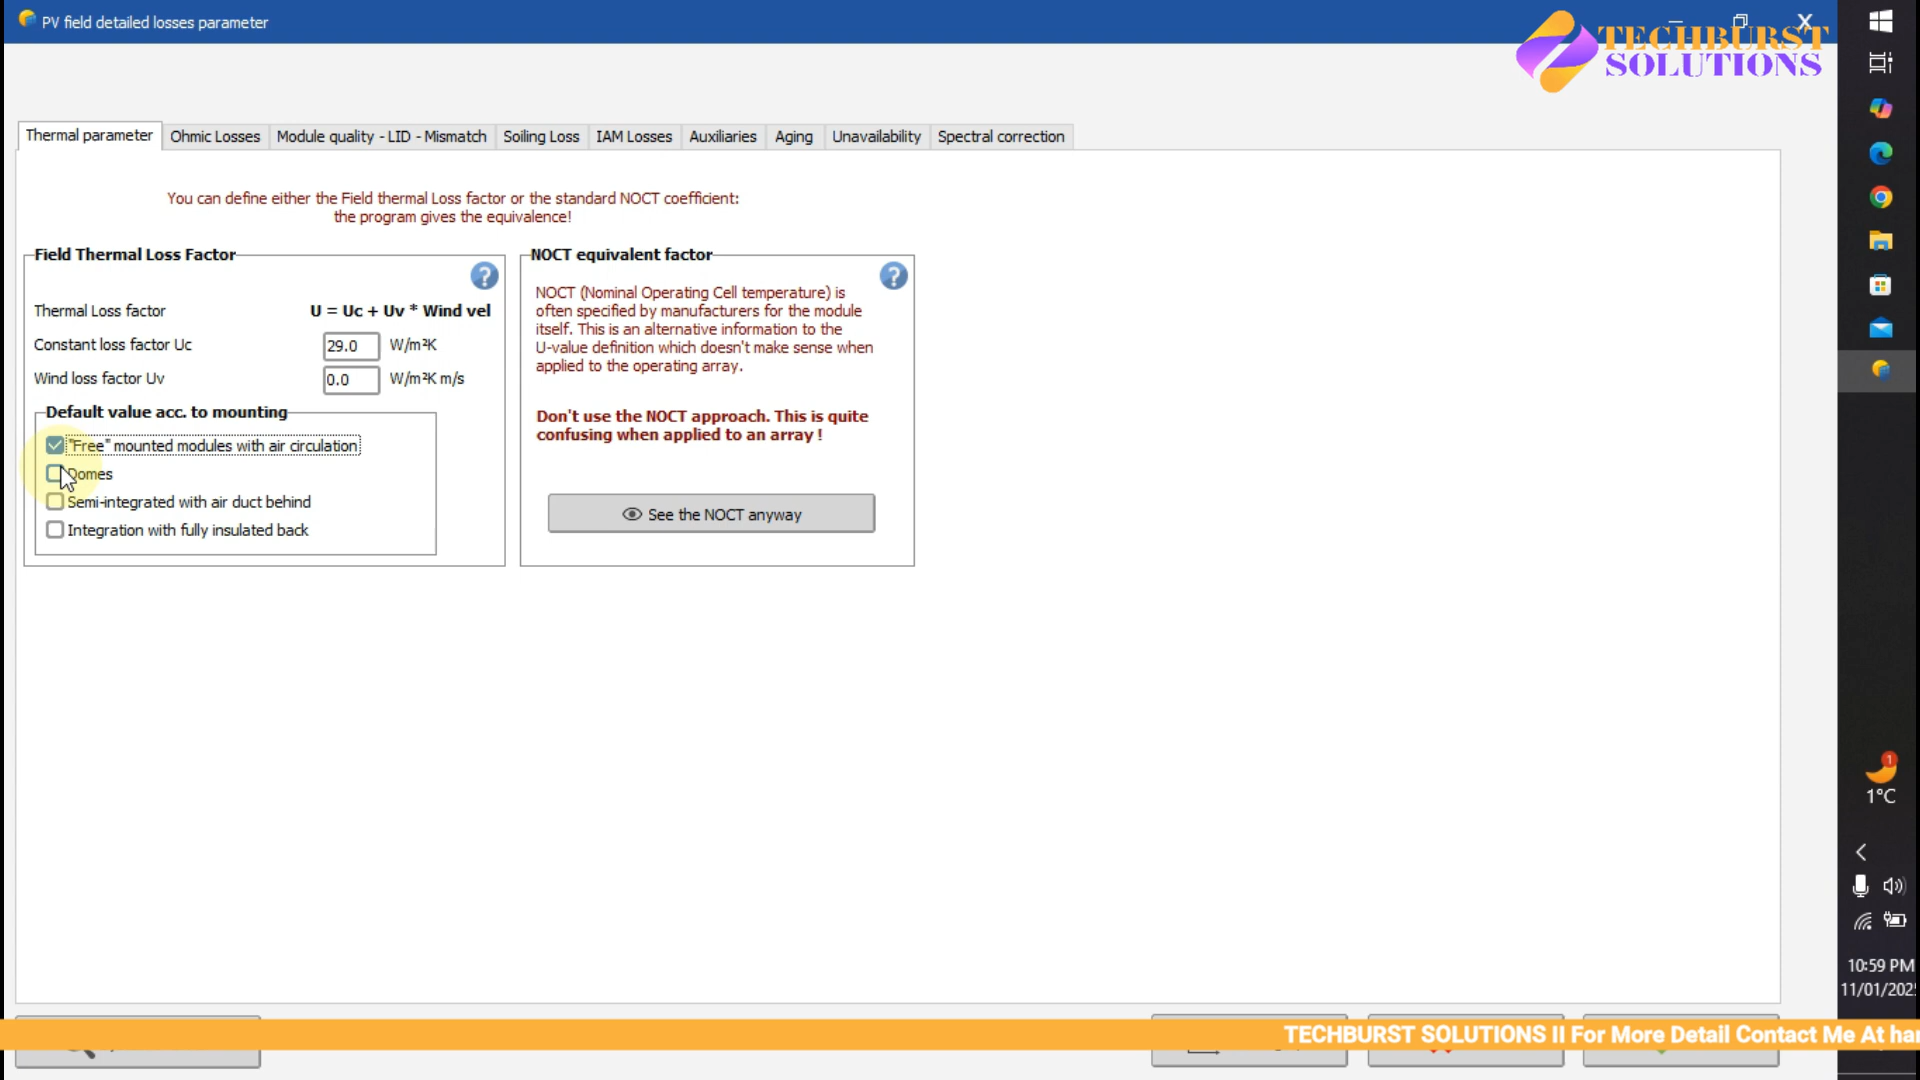 PV field detailed losses parameter
TECHBURST
SOLUTIONS
Thermal parameter
Ohmic Losses
Module quality - LID - Mismatch
Soiling Loss
IAM Losses
Auxiliaries
Aging
Unavailability
Spectral correction
You can define either the Field thermal Loss factor or the standard NOCT coefficient:
the program gives the equivalence!
Field Thermal Loss Factor
Thermal Loss factor
U = Uc + Uv * Wind vel
Constant loss factor Uc
29.0
W/m²K
Wind loss factor Uv
0.0
W/m²K m/s
Default value acc. to mounting
"Free" mounted modules with air circulation
Domes
Semi-integrated with air duct behind
Integration with fully insulated back
NOCT equivalent factor
NOCT (Nominal Operating Cell temperature) is
often specified by manufacturers for the module
itself. This is an alternative information to the
U-value definition which doesn't make sense when
applied to the operating array.
Don't use the NOCT approach. This is quite
confusing when applied to an array !
See the NOCT anyway
1
1°C
10:59 PM
11/01/202
TECHBURST SOLUTIONS II For More Detail Contact Me At har